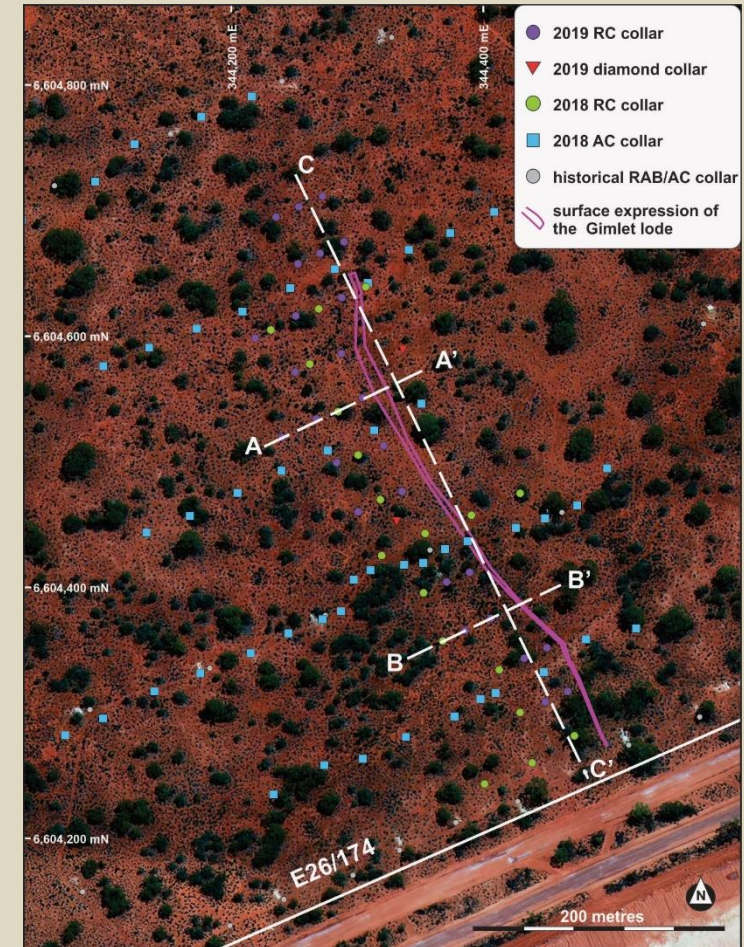 344,200 mE
344,400 mE
2019 RC collar
2019 diamond collar
2018 RC collar
2018 AC collar
historical RAB/AC collar
surface expression of
the Gimlet lode
6,604,800 mN
C
6,604,600 mN
A'
A
6,604,400 mN
B'
B
C'
6,604,200 mN
E26/174
N
200 metres